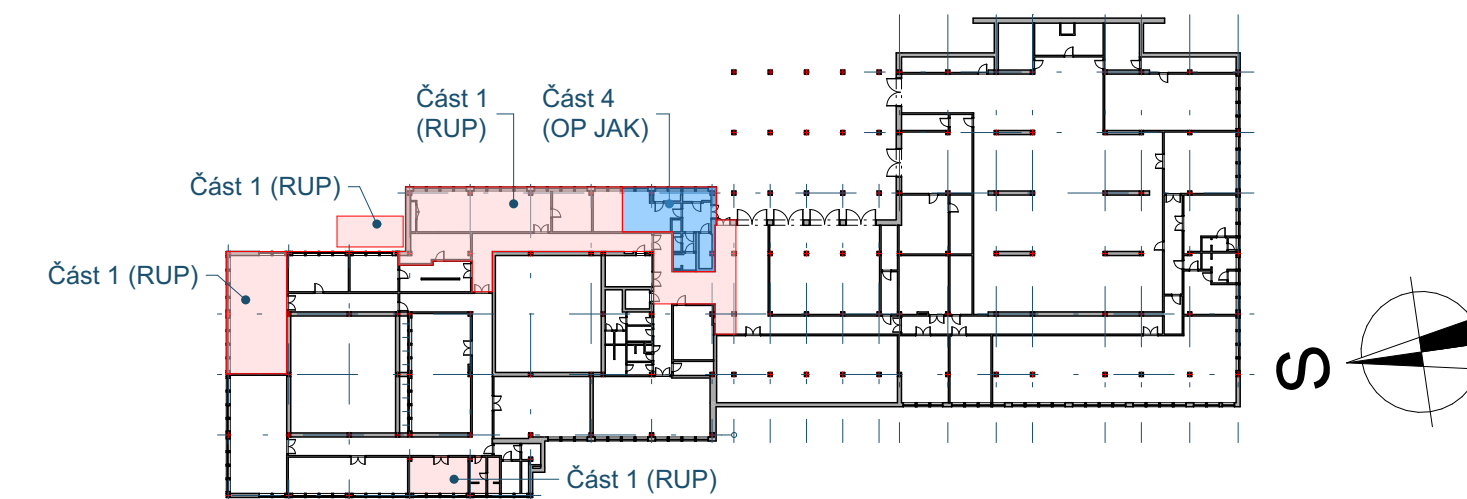 Část 1
(RUP)
Část 4
(OP JAK)
Část 1 (RUP)
Část 1 (RUP)
Část 1 (RUP)
S